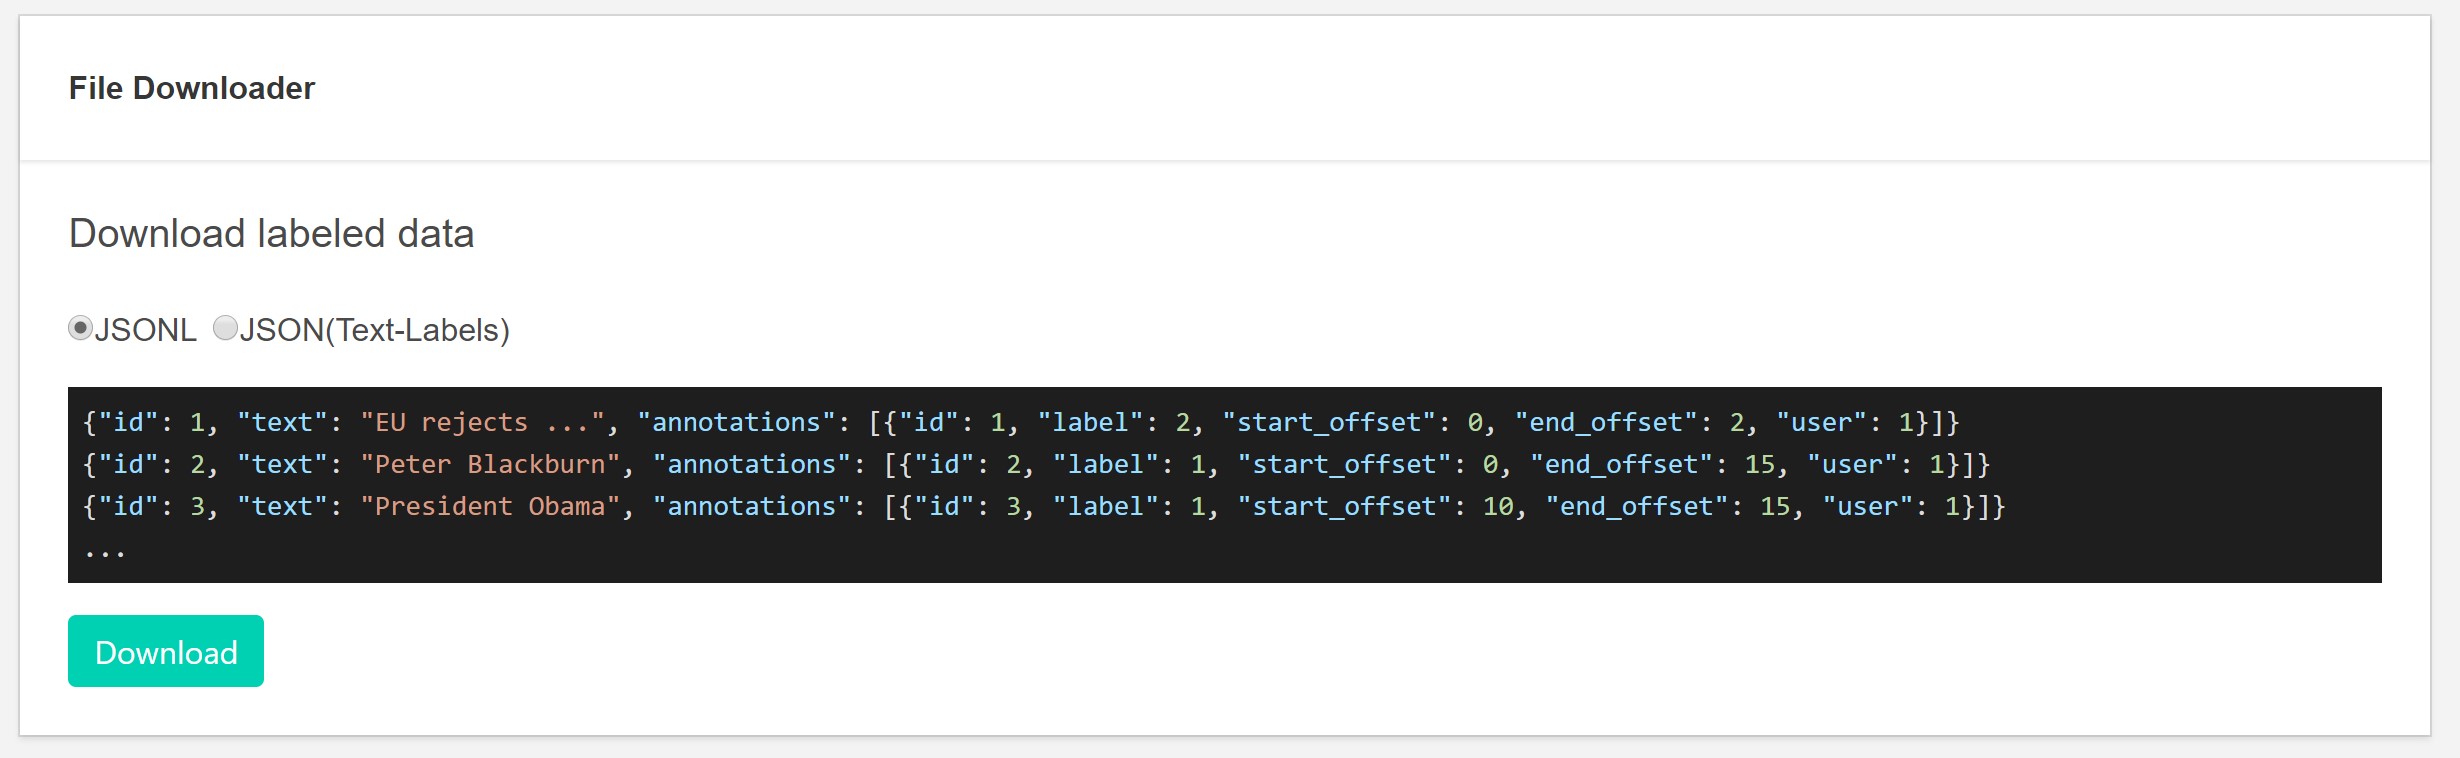 File Downloader
Download labeled data
JSONL JSON(Text-Labels)
{"id": 1, "text": "EU rejects ...", "annotations": [{"id": 1, "label": 2, "start_offset": 0, "end_offset": 2, "user": 1}]}
{"id": 2, "text": "Peter Blackburn", "annotations": [{"id": 2, "label": 1, "start_offset": 0, "end_offset": 15, "user": 1}]}
{"id": 3, "text": "President Obama", "annotations": [{"id": 3, "label": 1, "start_offset": 10, "end_offset": 15, "user": 1}]}
...
Download